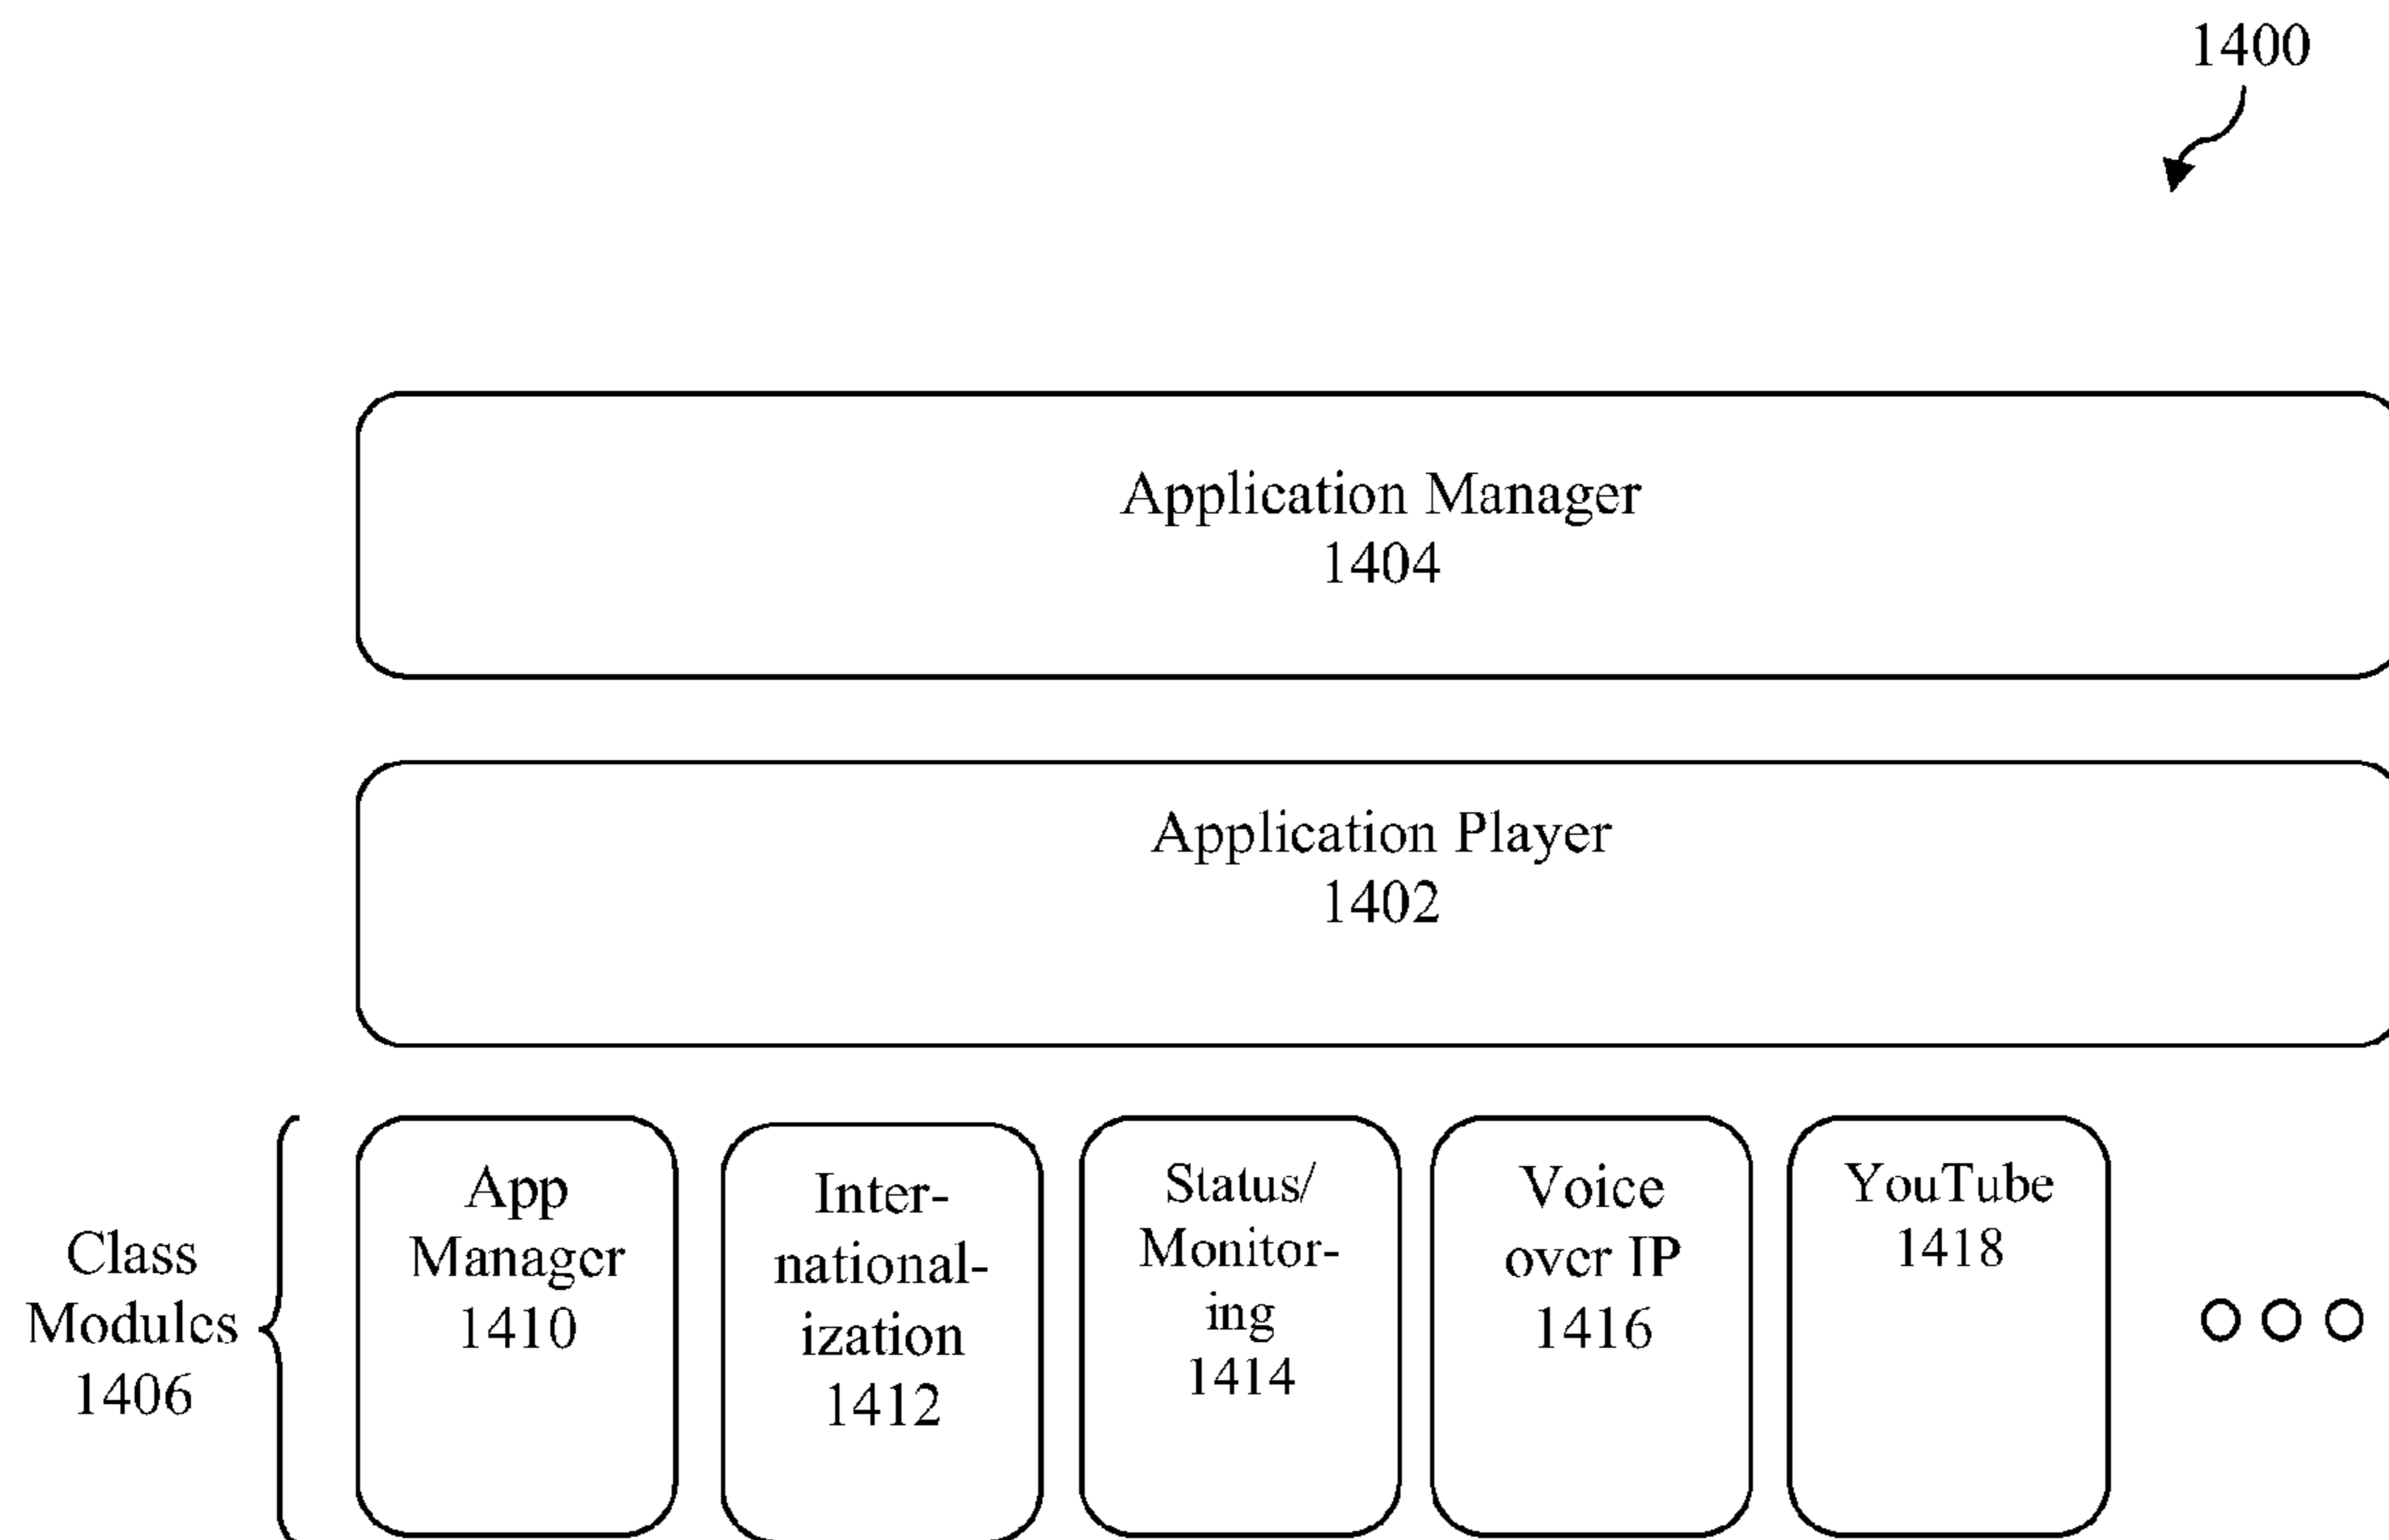 1400
Application Manager
1404
Application Player
1402
Class
Modules
1406
App
Manager
1410
Inter-
national-
ization
1412
Status/
Monitor-
ing
1414
Voice
over IP
1416
YouTube
1418